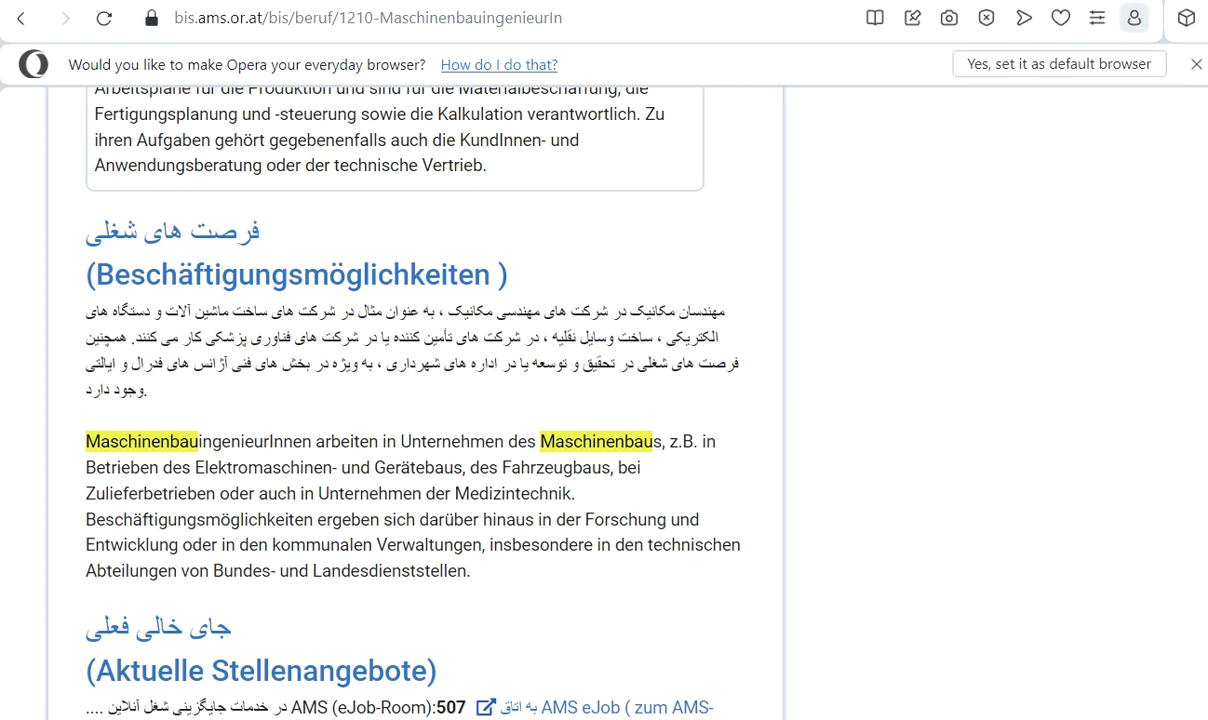 bis.ams.or.at/bis/beruf/1210-MaschinenbauingenieurIn
Would you like to make Opera your everyday browser? How do I do that? Yes, set it as default browser
Arbeitspläne für die Produktion und sind für die Materialbeschaffung, die
Fertigungsplanung und -steuerung sowie die Kalkulation verantwortlich. Zu
ihren Aufgaben gehört gegebenenfalls auch die KundInnen- und
Anwendungsberatung oder der technische Vertrieb.
فرصت های شغلی
(Beschäftigungsmöglichkeiten )
مهندسان مکانیک در شرکت های مهندسی مکانیک ، به عنوان مثال در شرکت های ساخت ماشین آلات و دستگاه های
الکتریکی ، ساخت وسایل نقلیه ، در شرکت های تأمین کننده یا در شرکت های فناوری پزشکی کار می کنند. همچنین
فرصت های شغلی در تحقیق و توسعه یا در اداره های شهرداری ، به ویژه در بخش های فنی آژانس های فدرال و ایالتی
وجود دارد.
MaschinenbauingenieurInnen arbeiten in Unternehmen des Maschinenbaus, z.B. in
Betrieben des Elektromaschinen- und Gerätebaus, des Fahrzeugbaus, bei
Zulieferbetrieben oder auch in Unternehmen der Medizintechnik.
Beschäftigungsmöglichkeiten ergeben sich darüber hinaus in der Forschung und
Entwicklung oder in den kommunalen Verwaltungen, insbesondere in den technischen
Abteilungen von Bundes- und Landesdienststellen.
جای خالی فعلی
(Aktuelle Stellenangebote)
.... در خدمات جایگزینی شغل آنلاین AMS (eJob-Room):507 به اتاق AMS eJob ( zum AMS-